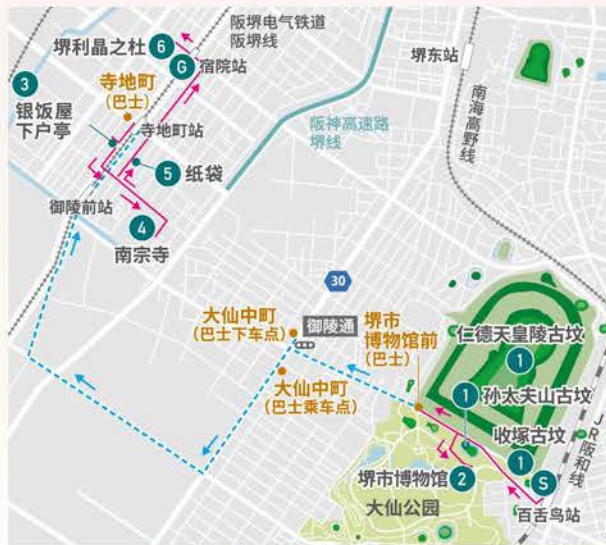 阪堺电气铁道
阪堺线
堺利晶之杜
6
G
宿院站
堺东站
3
银饭屋
下户亭
寺地町
(巴士)
寺地町站
阪神高速路
堺线
南海高野线
5
纸袋
御陵前站
4
南宗寺
30
大仙中町
(巴士下车点)
御陵通
堺市
博物馆前
(巴士)
仁德天皇陵古坟
1
大仙中町
(巴士乘车点)
1
孙太夫山古坟
收塚古坟
1
S
JR阪和线
堺市博物馆
2
大仙公园
百舌鸟站